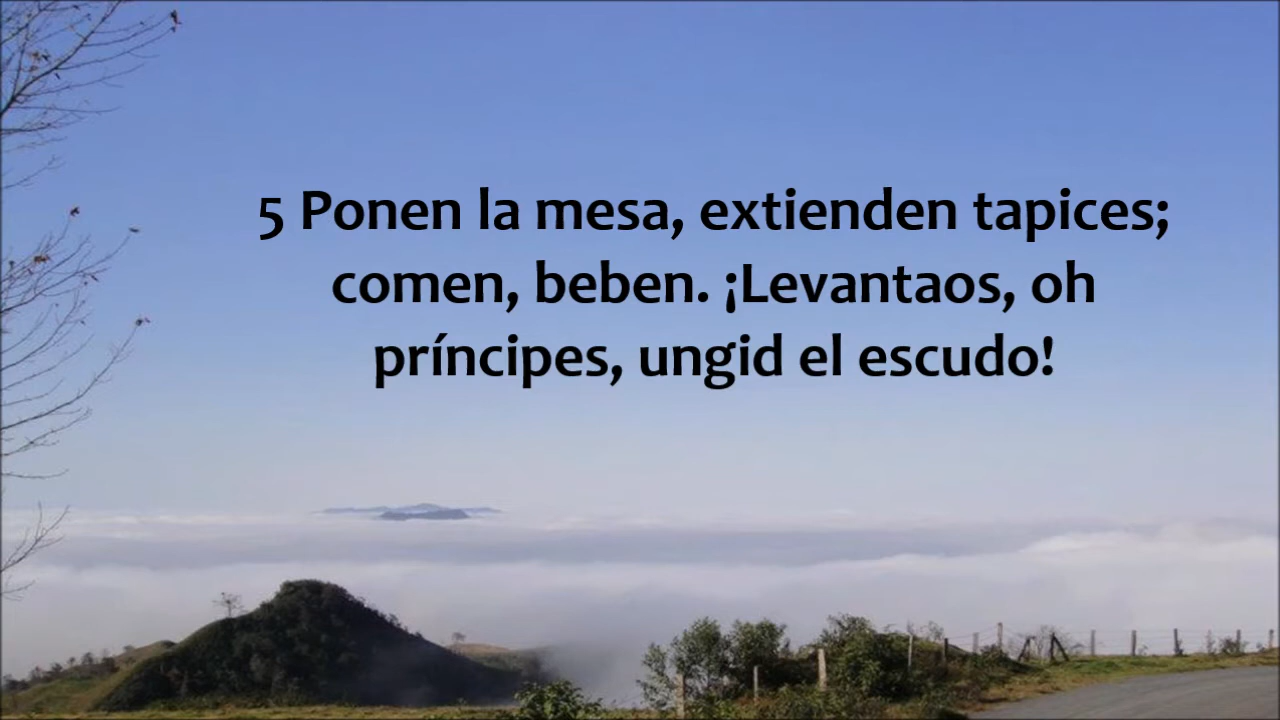 5 Ponen la mesa, extienden tapices;
comen, beben. ¡Levantaos, oh
príncipes, ungid el escudo!